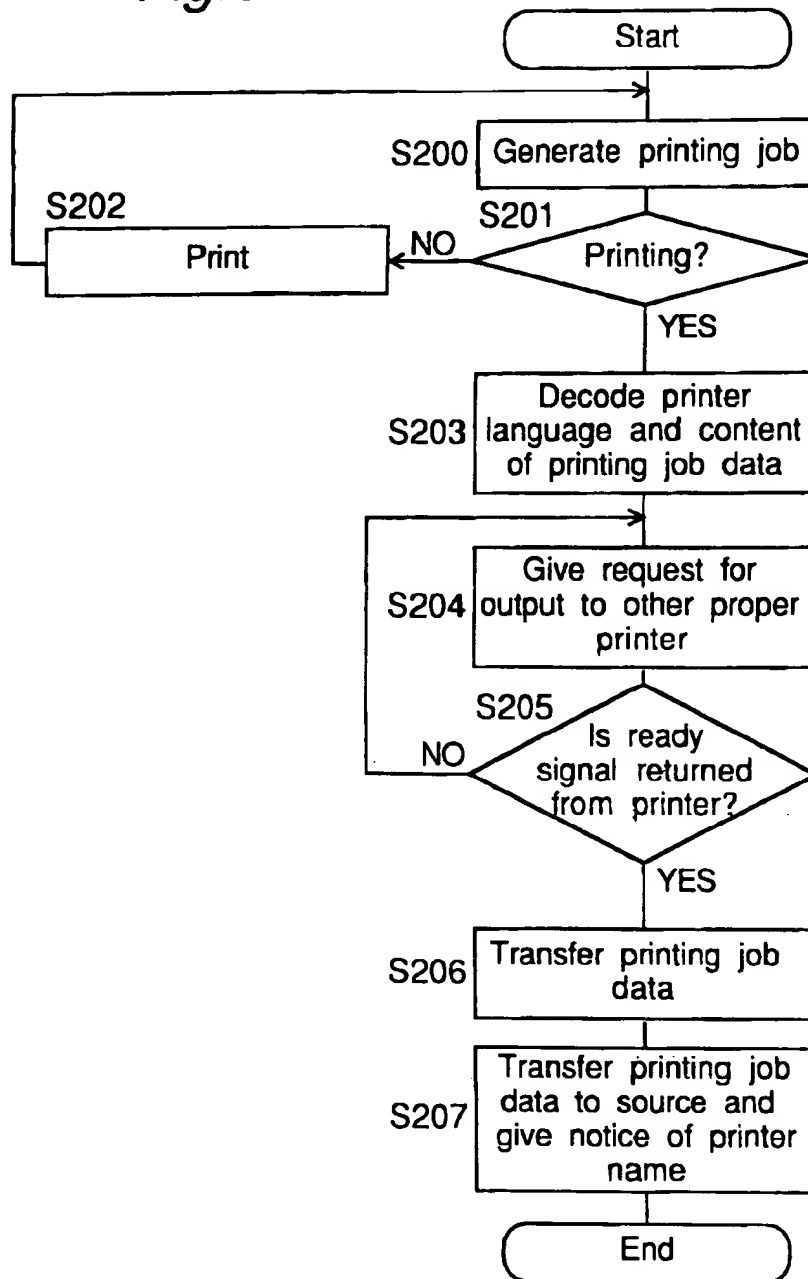 Start
S200
Generate printing job
S202
S201
Print
NO
Printing?
YES
S203
Decode printer
language and content
of printing job data
S204
Give request for
output to other proper
printer
S205
NO
Is ready
signal returned
from printer?
YES
S206
Transfer printing job
data
S207
Transfer printing job
data to source and
give notice of printer
name
End